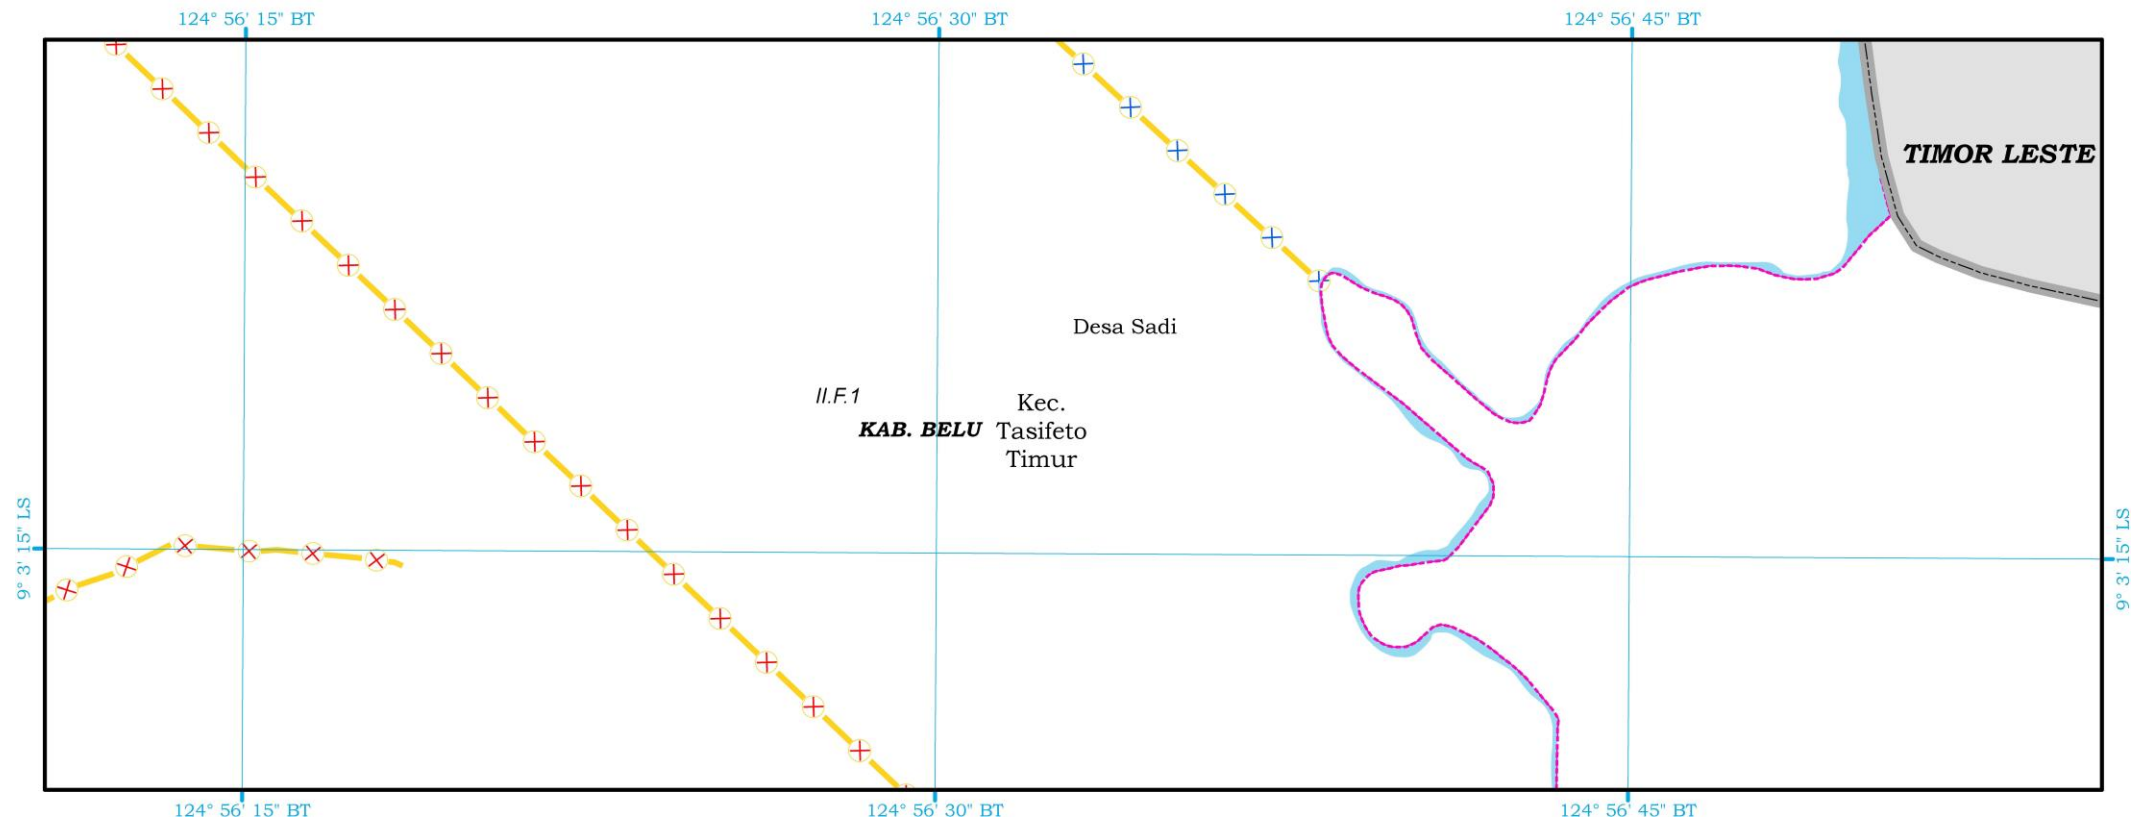 124° 56' 15" BT
124° 56' 30" BT
124° 56' 45" BT
TIMOR LESTE
Desa Sadi
II.F.1
KAB. BELU
Kec.
Tasifeto
Timur
9° 3' 15" LS
9° 3' 15" LS
124° 56' 15" BT
124° 56' 30" BT
124° 56' 45" BT